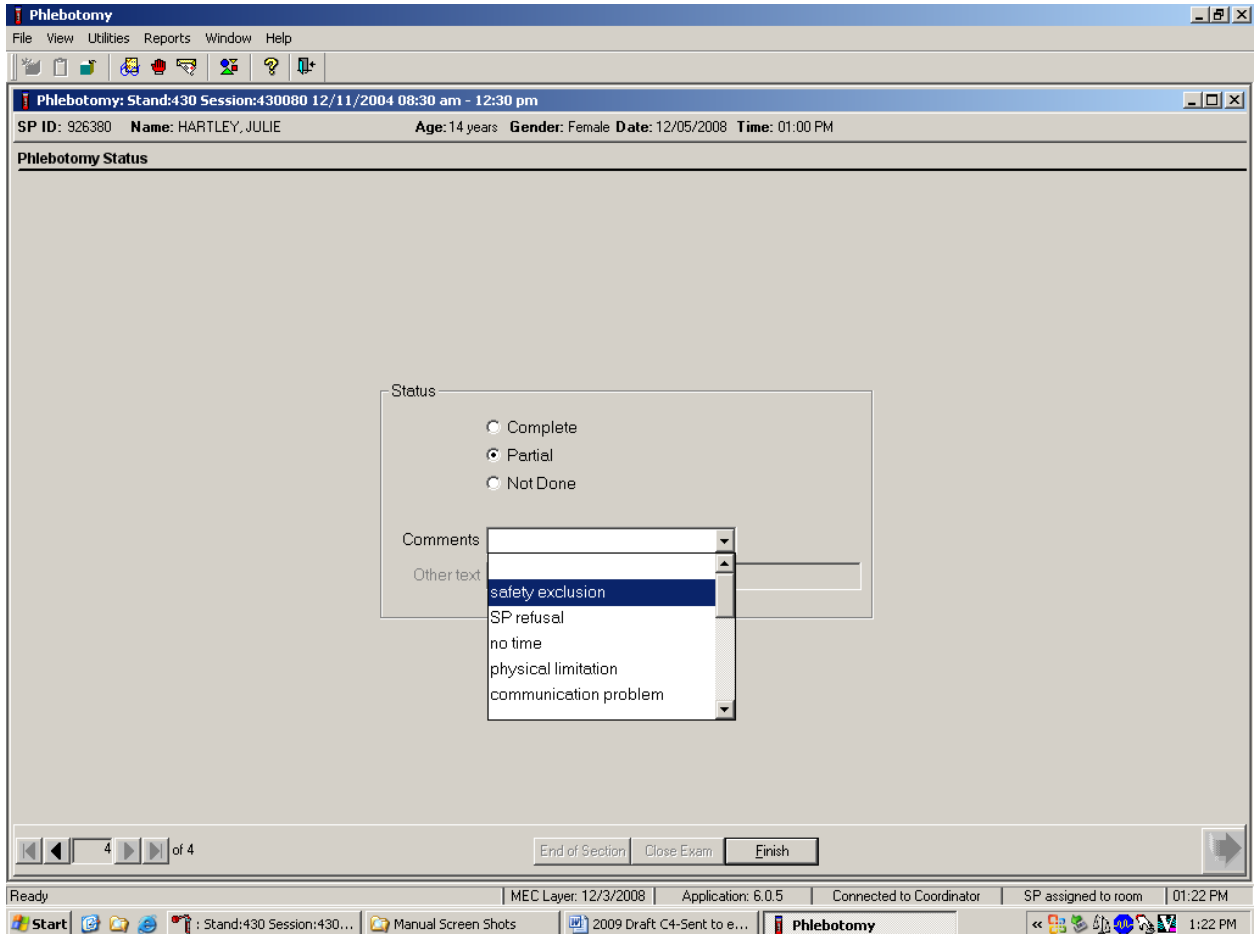 Phlebotomy
File View Utilities Reports Window Help
Phlebotomy: Stand:430 Session:430080 12/11/2004 08:30 am - 12:30 pm
SP ID: 926380 Name: HARTLEY, JULIE Age: 14 years Gender: Female Date: 12/05/2008 Time: 01:00 PM
Phlebotomy Status
Status
Complete
Partial
Not Done
Comments
Other text
safety exclusion
SP refusal
no time
physical limitation
communication problem
4 of 4 End of Section Close Exam Finish
Ready MEC Layer: 12/3/2008 Application: 6.0.5 Connected to Coordinator SP assigned to room 01:22 PM
Start : Stand:430 Session:430... Manual Screen Shots 2009 Draft C4-Sent to e... Phlebotomy « 1:22 PM